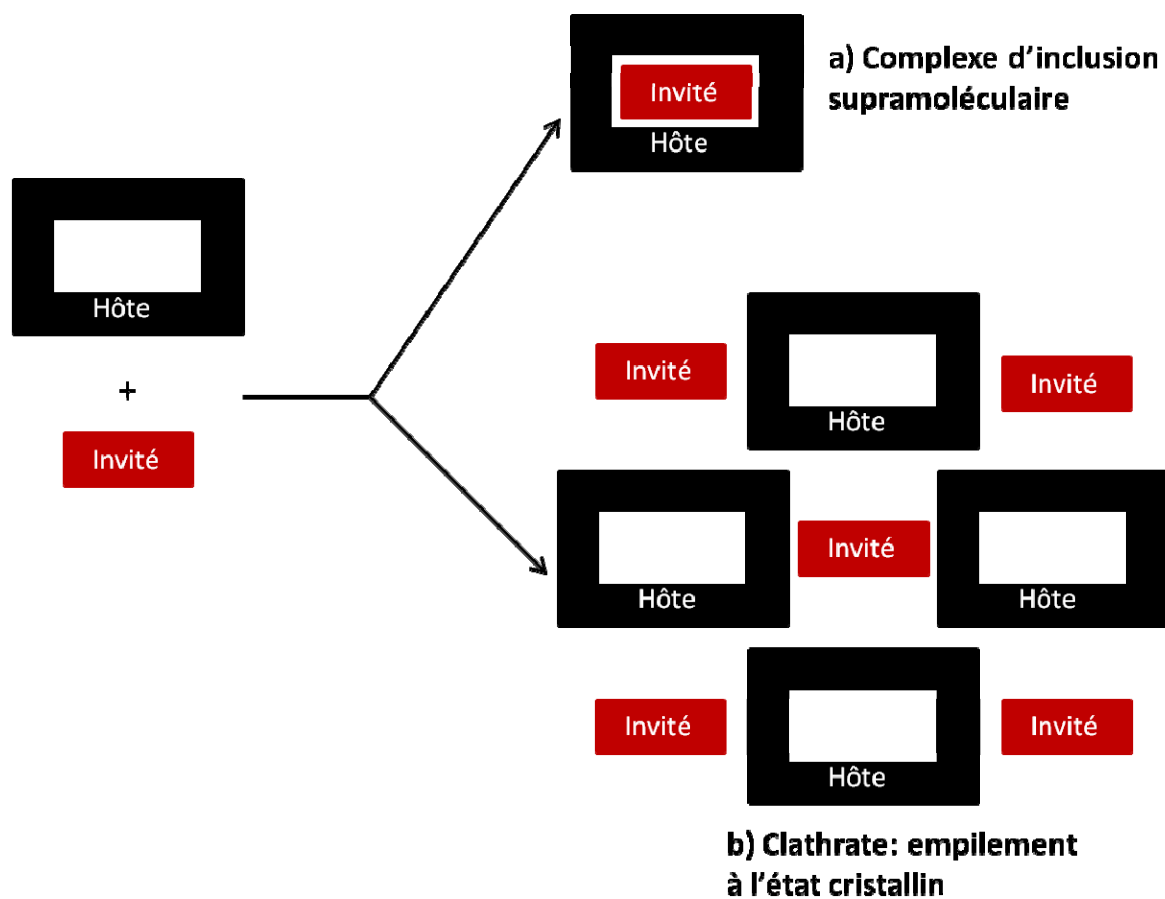 Hôte
+
Invité
Invité
Hôte
a) Complexe d'inclusion
supramoléculaire
Invité
Hôte
Invité
Hôte
Invité
Hôte
Invité
Hôte
Invité
b) Clathrate: empilement
à l'état cristallin